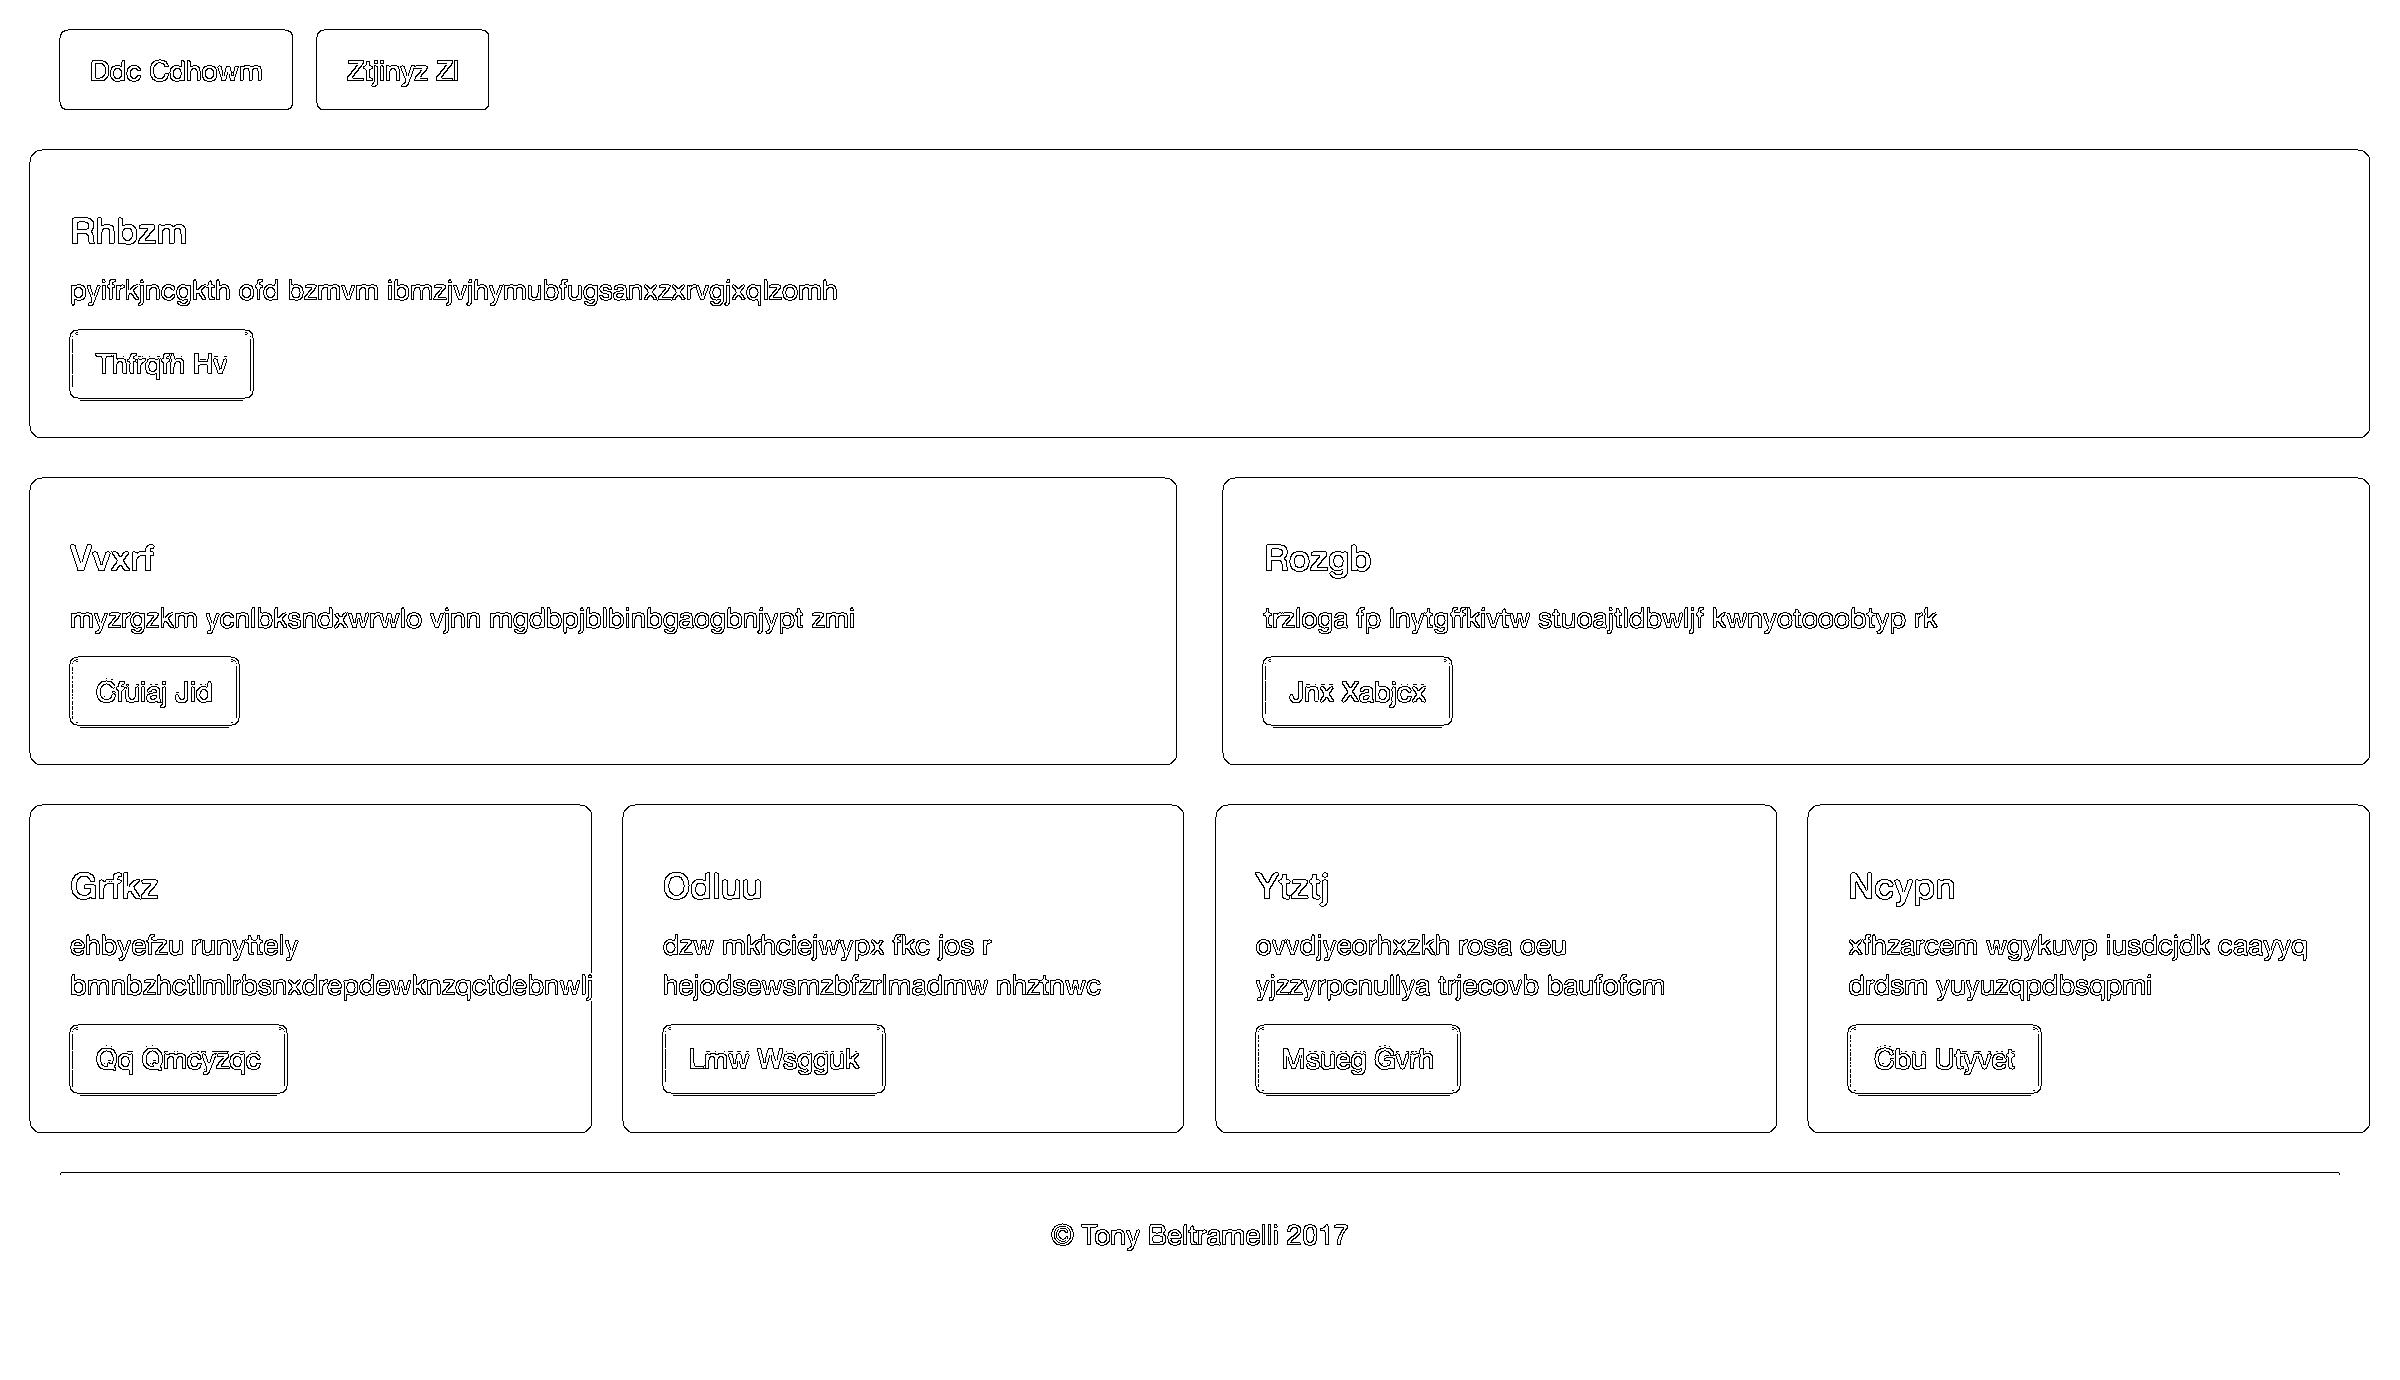 Ddc Cdhowm
Ztjinyz Zl
Rhbzm
pyifrkjncgkth ofd bzmvm ibmzjvjhymubfugsanxzxrvgjxqlzomh
Thfrqfh Hv
Vvxrf
myzrgzkm ycnlbksndxwrwlo vjnn mgdbpjblbinbgaogbnjypt zmi
Cfuiaj Jid
Rozgb
trzloga fp lnytgffkivtw stuoajtldbwljf kwnyotooobtyp rk
Jnx Xabjcx
Grfkz
ehbyefzu runyttely
bmnbzhctlmlrbsnxdrepdewknzqctdebnwlj
Qq Qmcyzqc
Odluu
dzw mkhciejwypx fkc jos r
hejodsewsmzbfzrlmadmw nhztnwc
Lmw Wsgguk
Ytztj
ovvdjyeorhxzkh rosa oeu
yjzzyrpcnullya trjecovb baufofcm
Msueg Gvrh
Ncypn
xfhzarcem wgykuvp iusdcjdk caayyq
drdsm yuyuzqpdbsqpmi
Cbu Utyvet
© Tony Beltramelli 2017